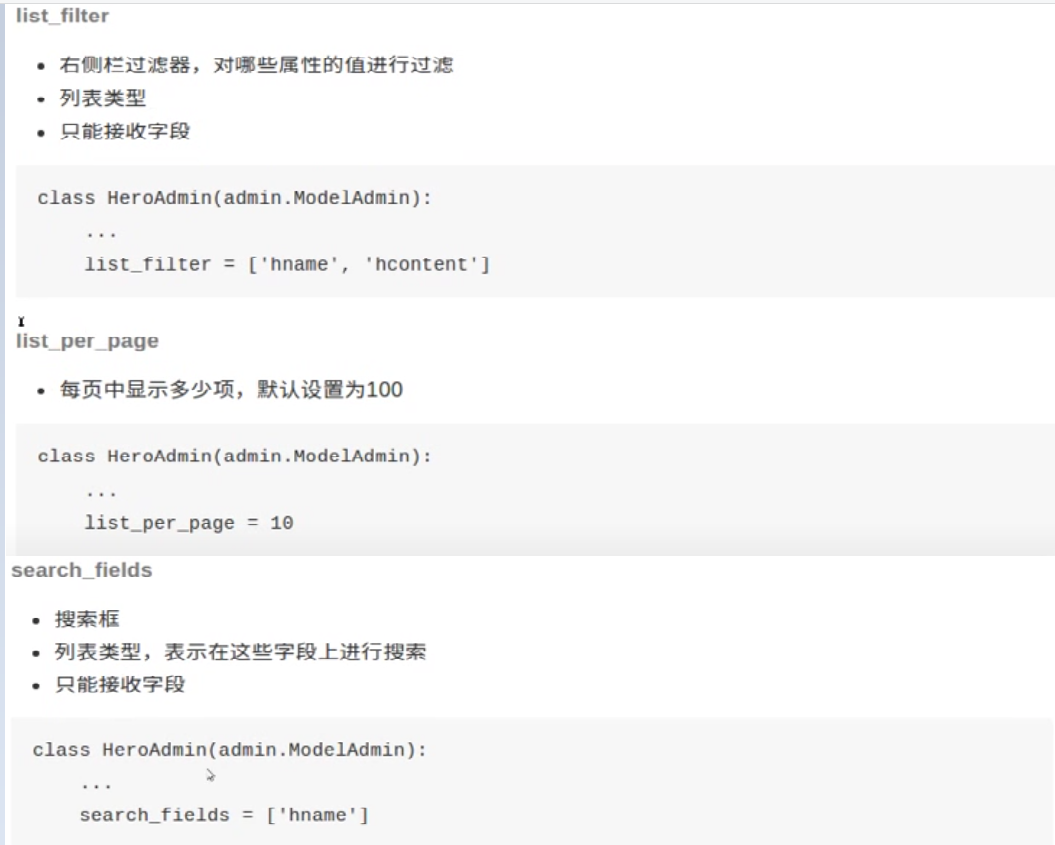 list_filter
• 右侧栏过滤器，对哪些属性的值进行过滤
• 列表类型
• 只能接收字段
class HeroAdmin(admin.ModelAdmin):
    ...
    list_filter = ['hname', 'hcontent']
list_per_page
• 每页中显示多少项，默认设置为100
class HeroAdmin(admin.ModelAdmin):
    ...
    list_per_page = 10
search_fields
• 搜索框
• 列表类型，表示在这些字段上进行搜索
• 只能接收字段
class HeroAdmin(admin.ModelAdmin):
    ...
    search_fields = ['hname']